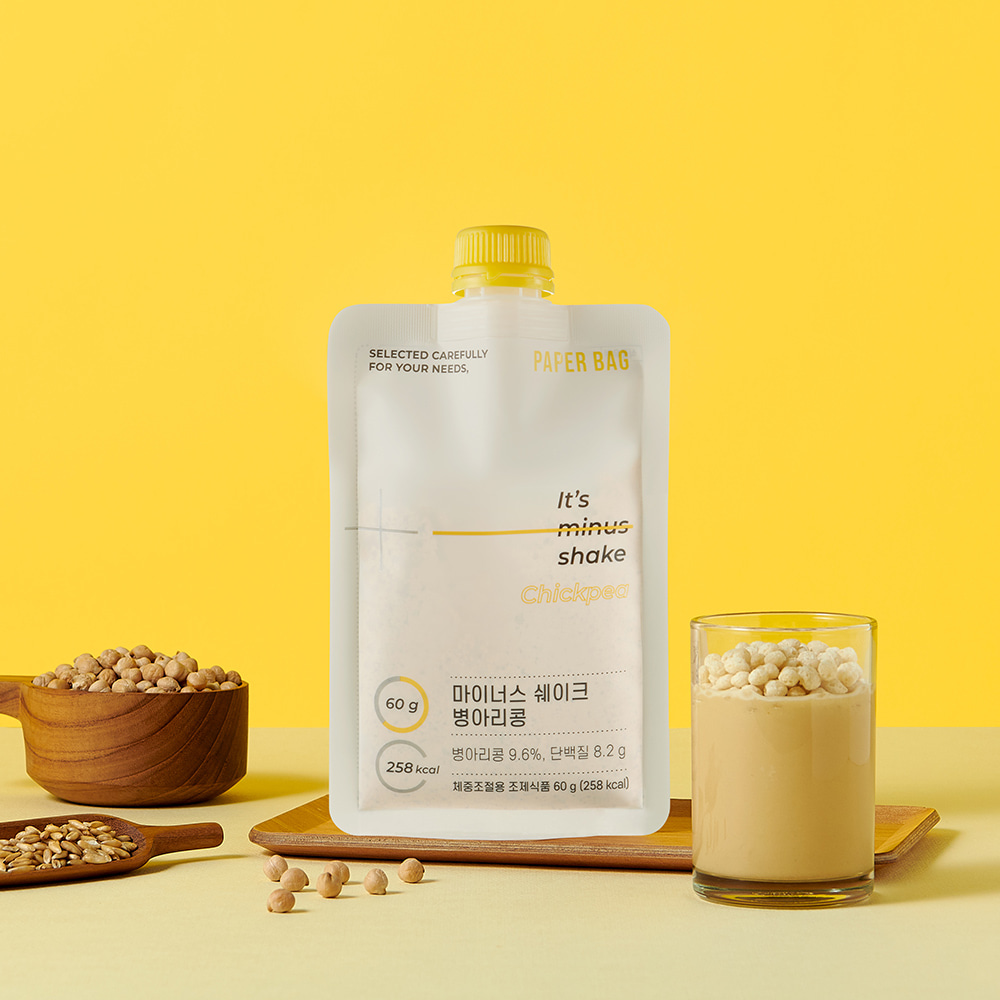 SELECTED CAREFULLY
FOR YOUR NEEDS,
PAPER BAG
It's
minus
shake
Chickpea
60 g
마이너스 쉐이크
병아리콩
258 kcal
병아리콩 9.6%, 단백질 8.2 g
체중조절용 조제식품 60 g (258 kcal)